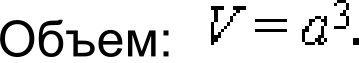 Объем: V = a³.